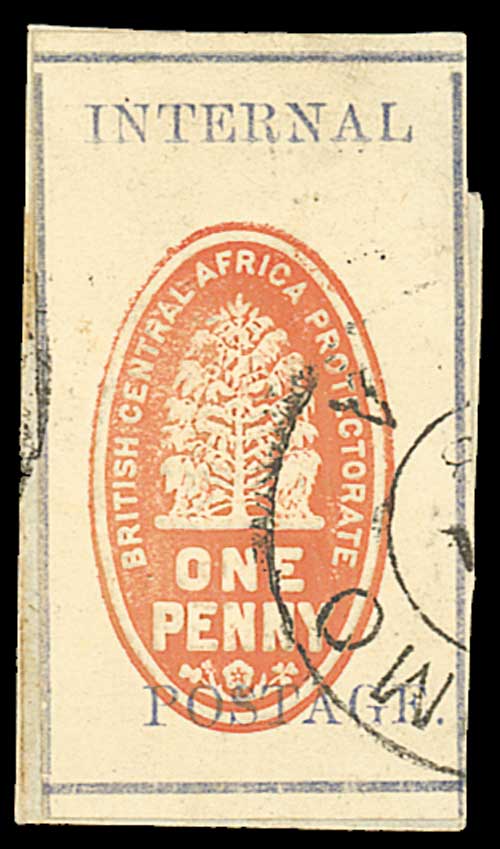 INTERNAL
BRITISH CENTRAL AFRICA PROTECTORATE
ONE
PENNY
POSTAGE.